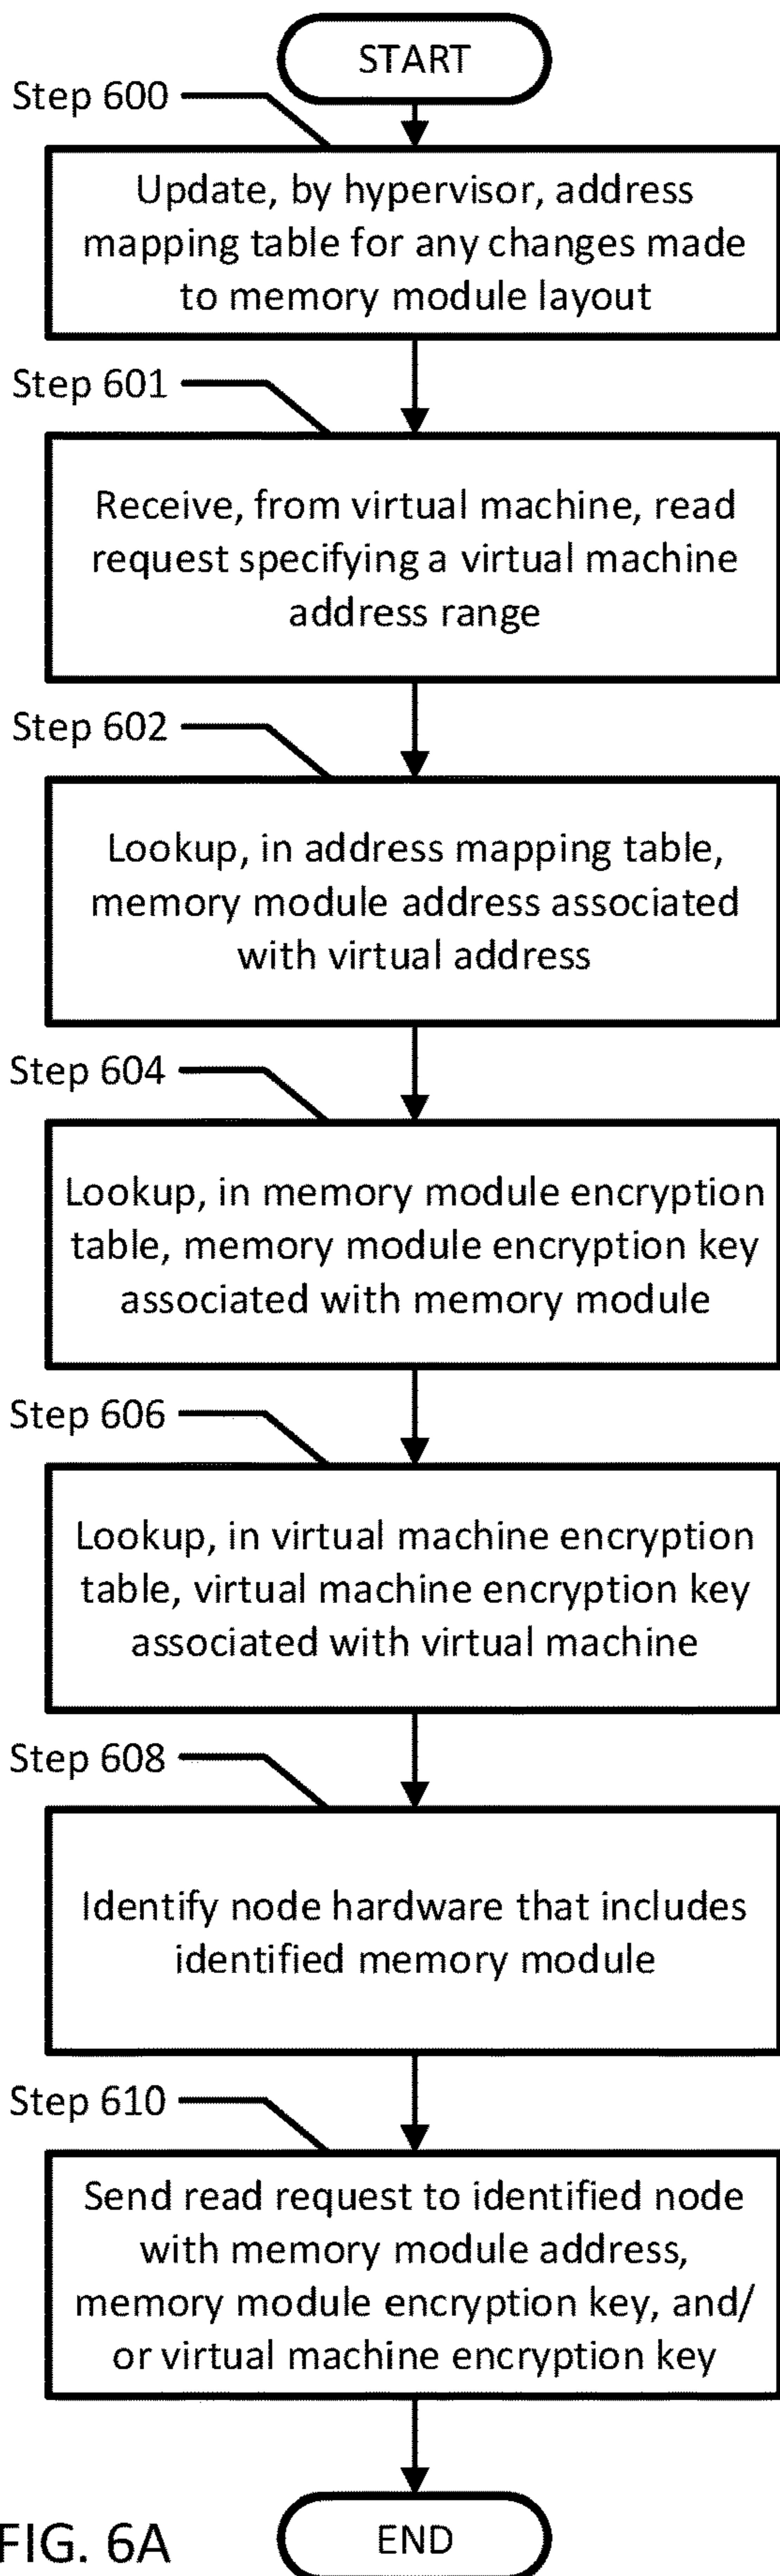 START
Step 600
Update, by hypervisor, address
mapping table for any changes made
to memory module layout
Step 601
Receive, from virtual machine, read
request specifying a virtual machine
address range
Step 602
Lookup, in address mapping table,
memory module address associated
with virtual address
Step 604
Lookup, in memory module encryption
table, memory module encryption key
associated with memory module
Step 606
Lookup, in virtual machine encryption
table, virtual machine encryption key
associated with virtual machine
Step 608
Identify node hardware that includes
identified memory module
Step 610
Send read request to identified node
with memory module address,
memory module encryption key, and/
or virtual machine encryption key
END
FIG. 6A